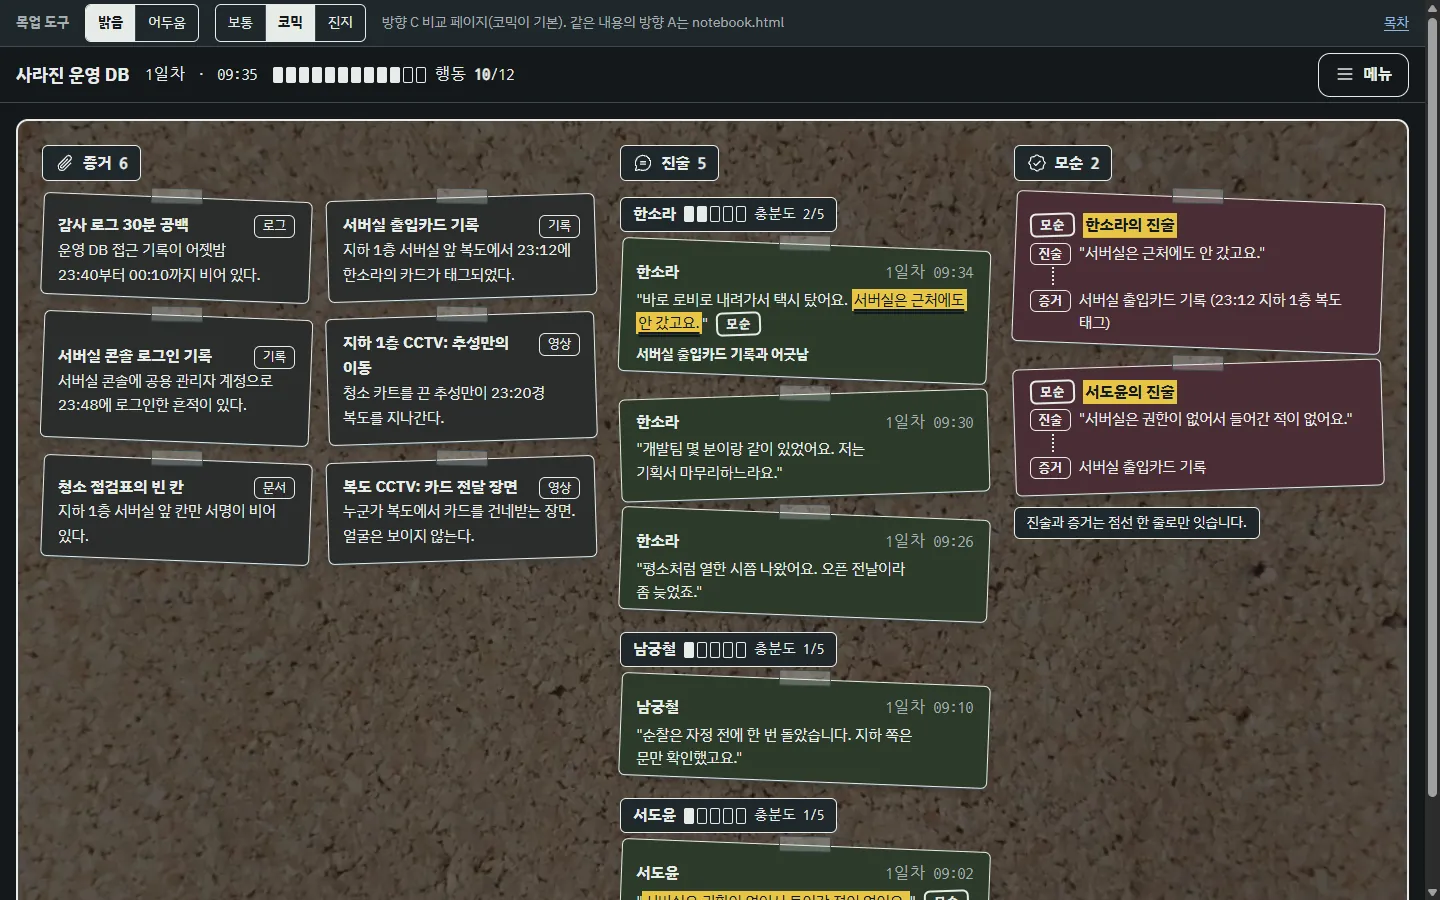 목업 도구 밝음 어두움 보통 코믹 진지 방향 C 비교 페이지(코믹이 기본). 같은 내용의 방향 A는 notebook.html 목차
사라진 운영 DB 1일차 · 09:35 행동 10/12 메뉴
증거 6
감사 로그 30분 공백 로그
운영 DB 접근 기록이 어젯밤
23:40부터 00:10까지 비어 있다.
서버실 출입카드 기록 기록
지하 1층 서버실 앞 복도에서 23:12에
한소라의 카드가 태그되었다.
서버실 콘솔 로그인 기록 기록
서버실 콘솔에 공용 관리자 계정으로
23:48에 로그인한 흔적이 있다.
지하 1층 CCTV: 추성만의
이동 영상
청소 카트를 끈 추성만이 23:20경
복도를 지나간다.
청소 점검표의 빈 칸 문서
지하 1층 서버실 앞 칸만 서명이 비어
있다.
복도 CCTV: 카드 전달 장면 영상
누군가 복도에서 카드를 건네받는 장면.
얼굴은 보이지 않는다.
진술 5
한소라 충분도 2/5
한소라 1일차 09:34
"바로 로비로 내려가서 택시 탔어요. 서버실은 근처에도
안 갔고요." 모순
서버실 출입카드 기록과 어긋남
한소라 1일차 09:30
"개발팀 몇 분이랑 같이 있었어요. 저는
기획서 마무리하느라요."
한소라 1일차 09:26
"평소처럼 열한 시쯤 나왔어요. 오픈 전날이라
좀 늦었죠."
남궁철 충분도 1/5
남궁철 1일차 09:10
"순찰은 자정 전에 한 번 돌았습니다. 지하 쪽은
문만 확인했고요."
서도윤 충분도 1/5
서도윤 1일차 09:02
"서버실은 권한이 없어서 들어간 적이 없어요." 모순
모순 2
모순 한소라의 진술
진술 "서버실은 근처에도 안 갔고요."
증거 서버실 출입카드 기록 (23:12 지하 1층 복도
태그)
모순 서도윤의 진술
진술 "서버실은 권한이 없어서 들어간 적이 없어요."
증거 서버실 출입카드 기록
진술과 증거는 점선 한 줄로만 잇습니다.